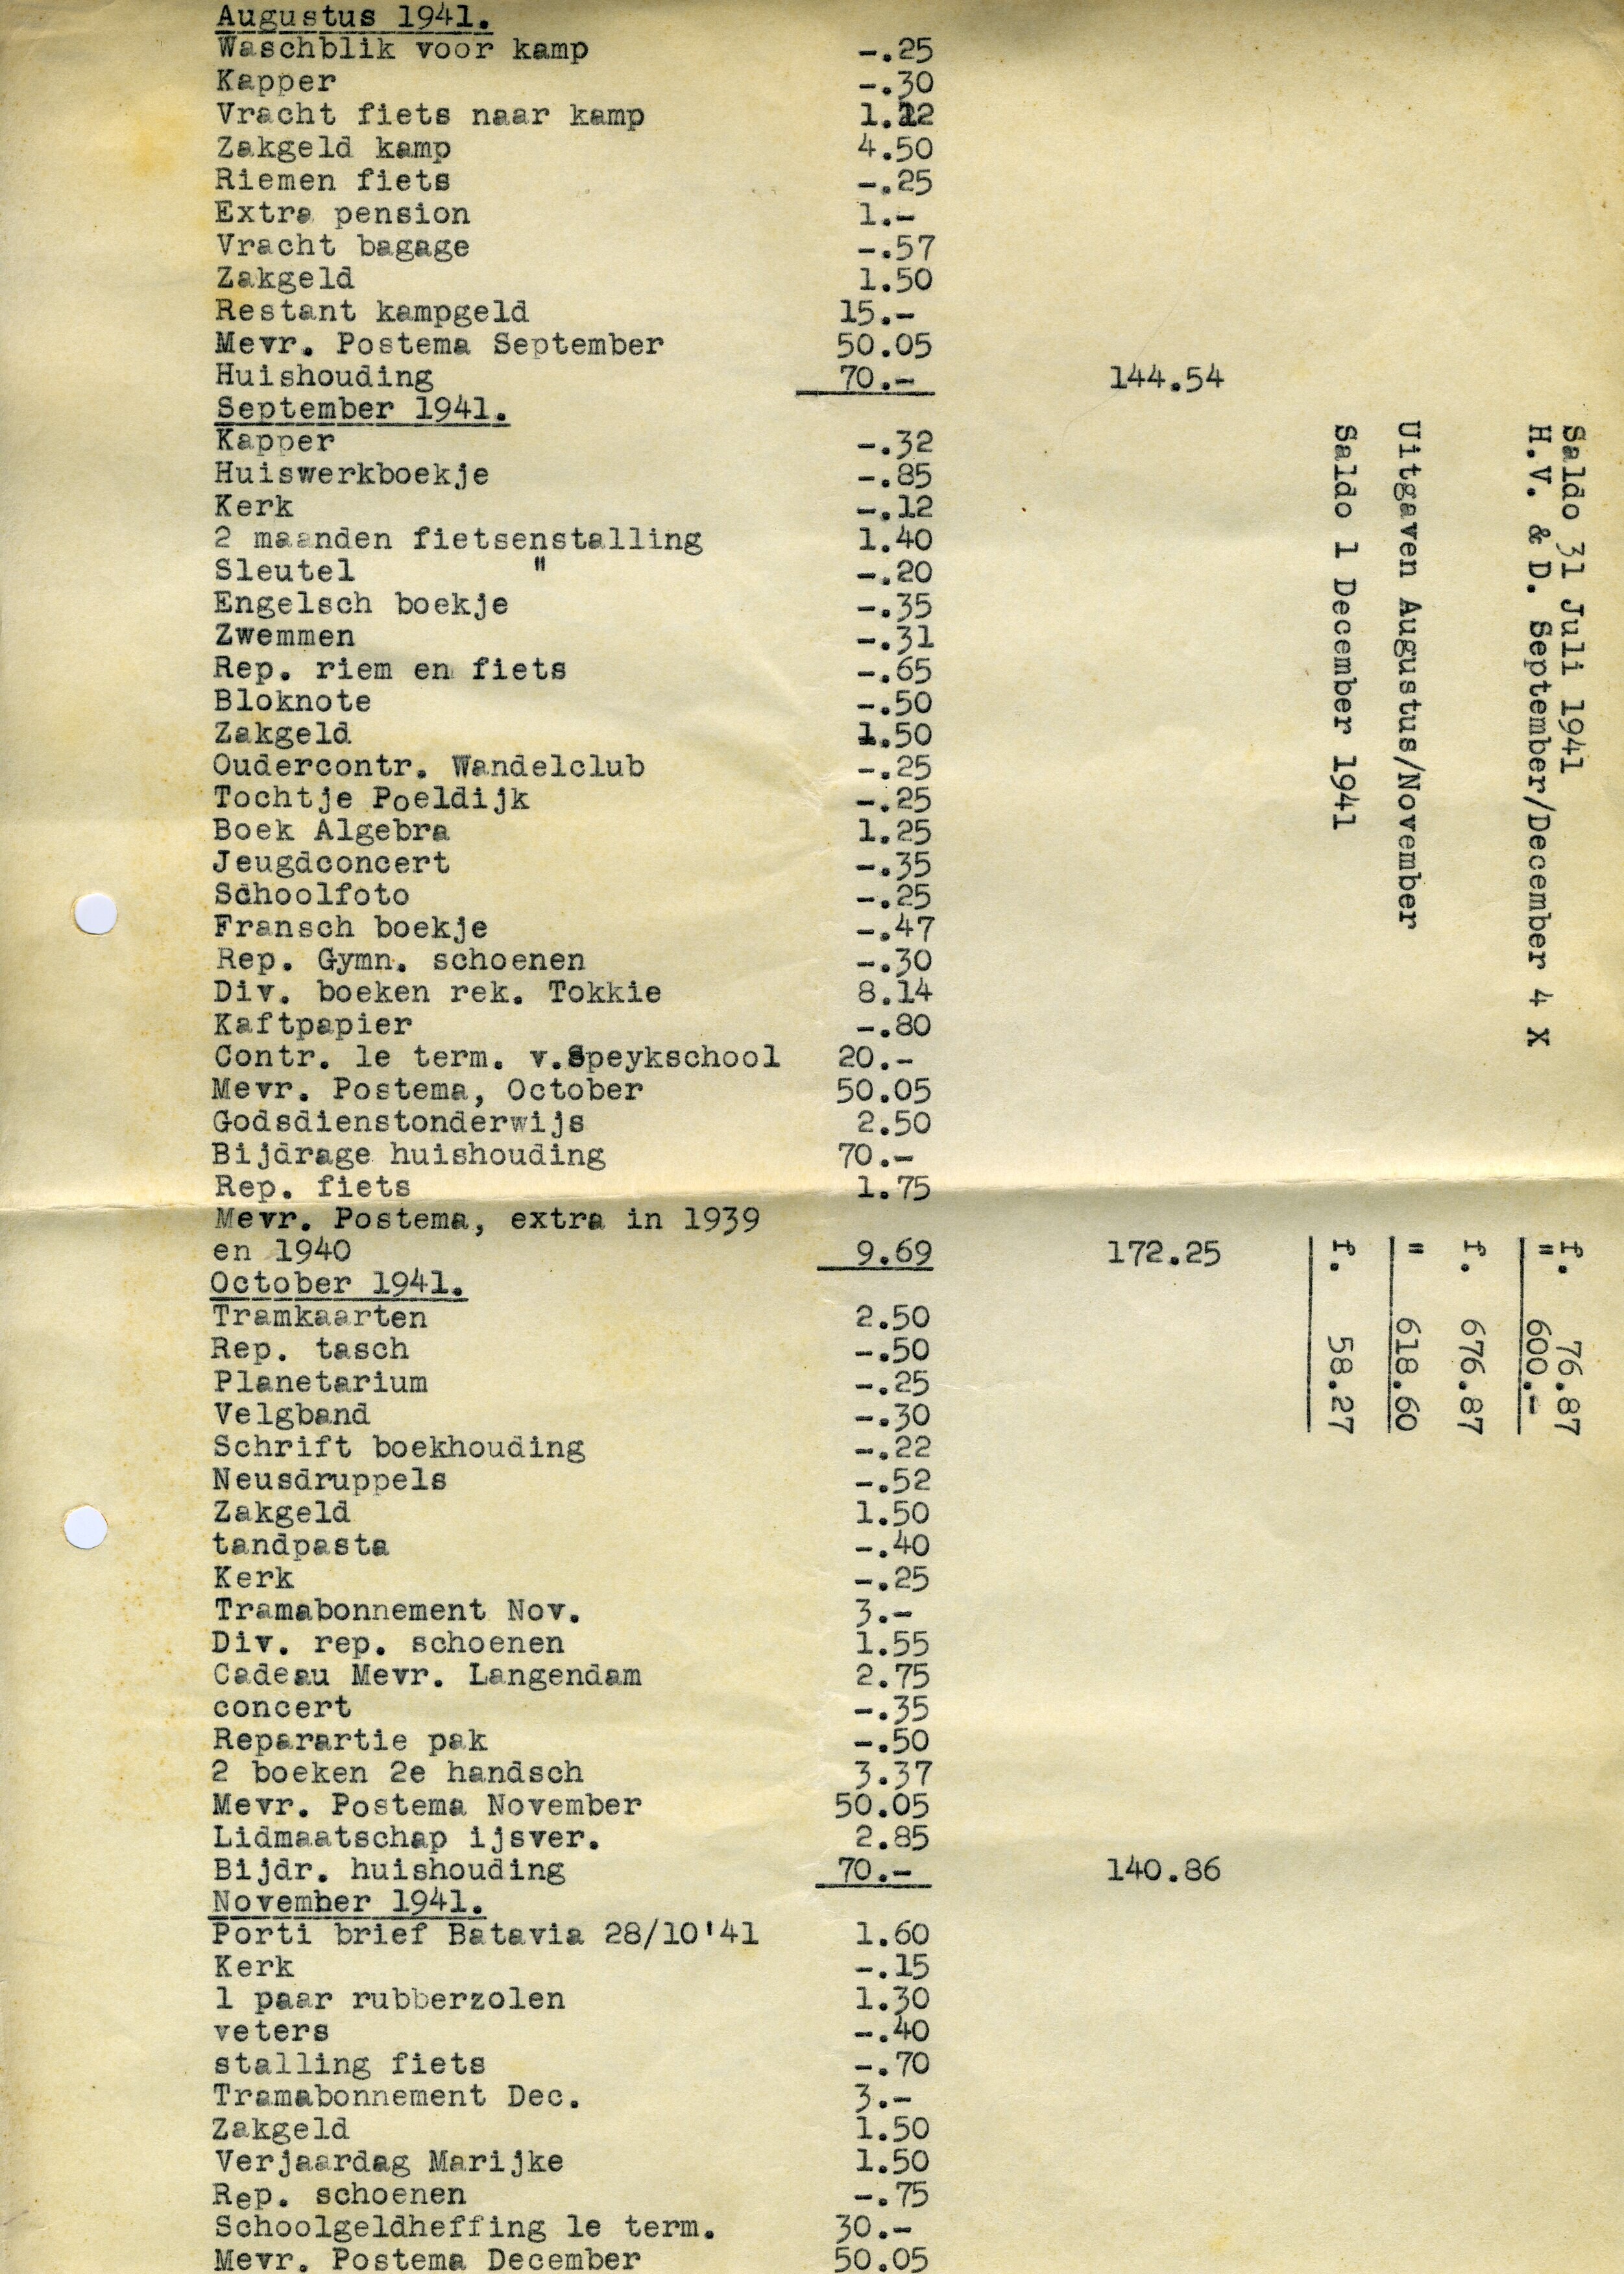 Augustus 1941.
Waschblik voor kamp -.25
Kapper -.30
Vracht fiets naar kamp 1.12
Zakgeld kamp 4.50
Riemen fiets -.25
Extra pension 1.-
Vracht bagage -.57
Zakgeld 1.50
Restant kampgeld 15.-
Mevr. Postema September 50.05
Huishouding 70.- 144.54
September 1941.
Kapper -.32
Huiswerkboekje -.85
Kerk -.12
2 maanden fietsenstalling 1.40
Sleutel " -.20
Engelsch boekje -.35
Zwemmen -.31
Rep. riem en fiets -.65
Bloknote -.50
Zakgeld 1.50
Oudercontr. Wandelclub -.25
Tochtje Poeldijk -.25
Boek Algebra 1.25
Jeugdconcert -.35
Schoolfoto -.25
Fransch boekje -.47
Rep. Gymn. schoenen -.30
Div. boeken rek. Tokkie 8.14
Kaftpapier -.80
Contr. 1e term. v.Speykschool 20.-
Mevr. Postema, October 50.05
Godsdienstonderwijs 2.50
Bijdrage huishouding 70.-
Rep. fiets 1.75
Mevr. Postema, extra in 1939
en 1940 9.69 172.25
October 1941.
Tramkaarten 2.50
Rep. tasch -.50
Planetarium -.25
Velgband -.30
Schrift boekhouding -.22
Neusdruppels -.52
Zakgeld 1.50
tandpasta -.40
Kerk -.25
Tramabonnement Nov. 3.-
Div. rep. schoenen 1.55
Cadeau Mevr. Langendam 2.75
concert -.35
Reparartie pak -.50
2 boeken 2e handsch 3.37
Mevr. Postema November 50.05
Lidmaatschap ijsver. 2.85
Bijdr. huishouding 70.- 140.86
November 1941.
Porti brief Batavia 28/10'41 1.60
Kerk -.15
1 paar rubberzolen 1.30
veters -.40
stalling fiets -.70
Tramabonnement Dec. 3.-
Zakgeld 1.50
Verjaardag Marijke 1.50
Rep. schoenen -.75
Schoolgeldheffing 1e term. 30.-
Mevr. Postema December 50.05
Saldo 31 Juli 1941 f. 76.87
H.V. & D. September/December 4 X = 600.-
f. 676.87
Uitgaven Augustus/November = 618.60
Saldo 1 December 1941 f. 58.27